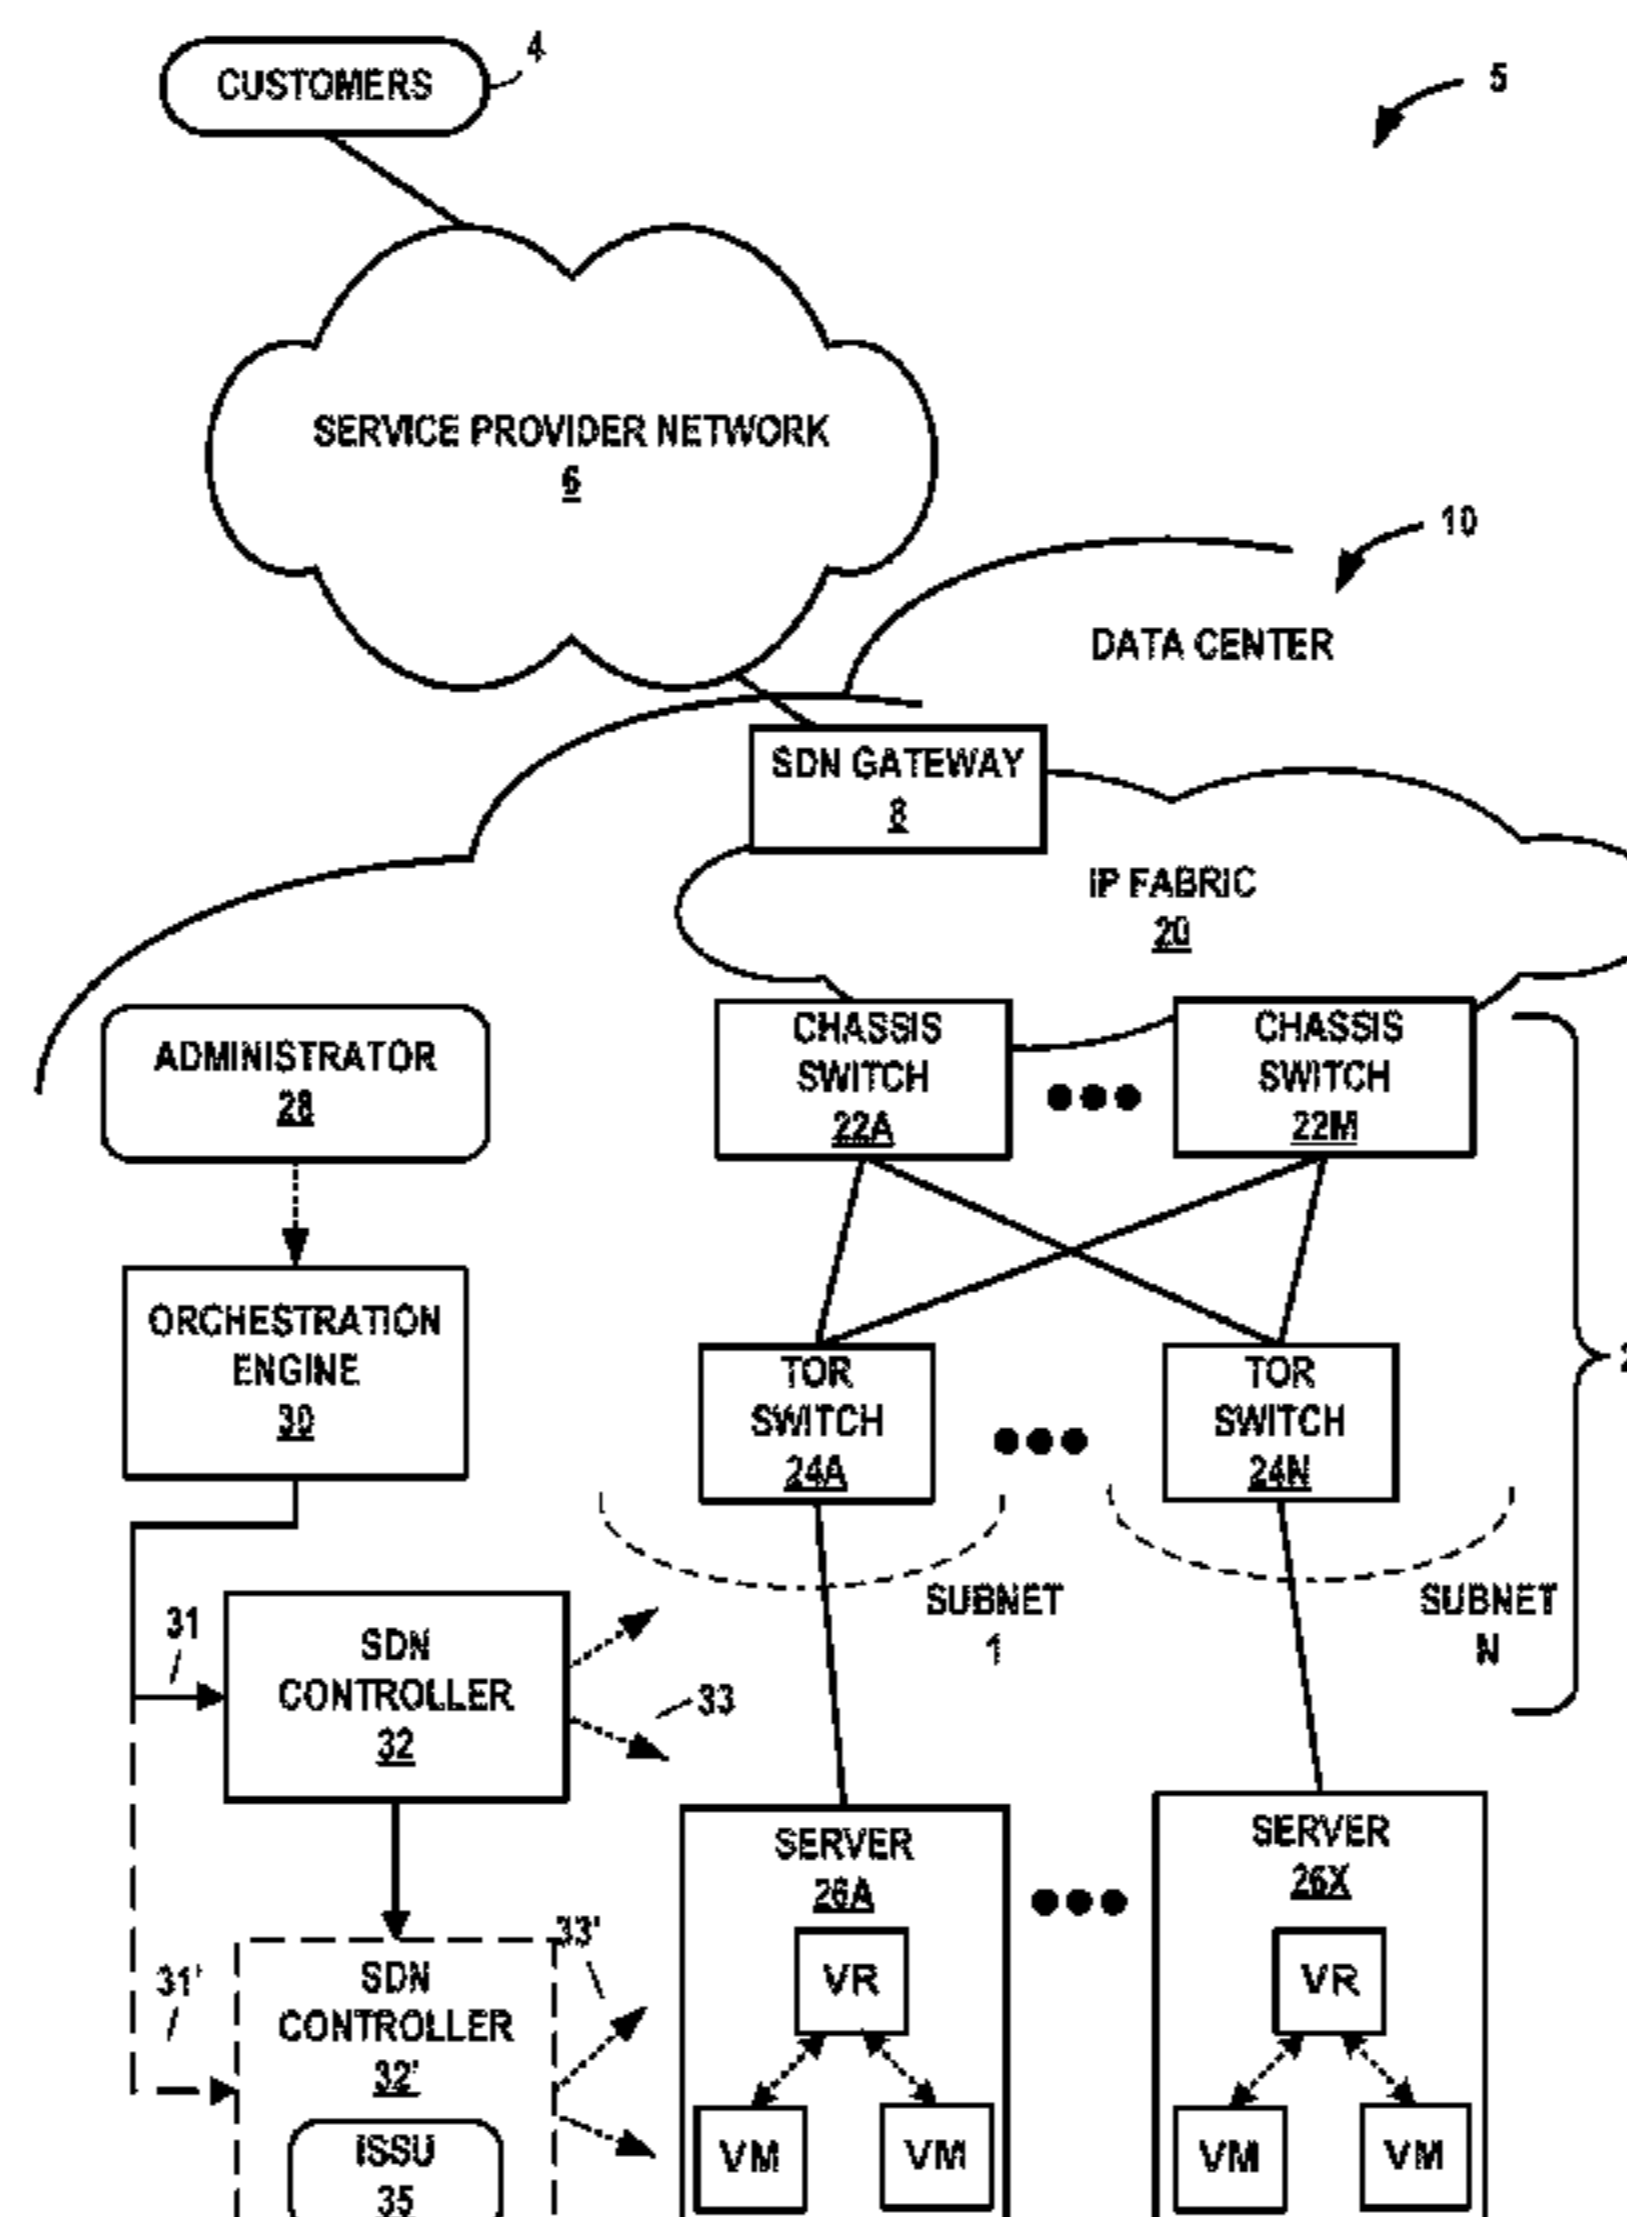 CUSTOMERS
4
5
SERVICE PROVIDER NETWORK
6
10
DATA CENTER
SDN GATEWAY
8
IP FABRIC
20
ADMINISTRATOR
28
CHASSIS
SWITCH
22A
CHASSIS
SWITCH
22M
ORCHESTRATION
ENGINE
30
TOR
SWITCH
24A
TOR
SWITCH
24N
SUBNET
1
SUBNET
N
31
SDN
CONTROLLER
32
33
SERVER
26A
SERVER
26X
31'
SDN
CONTROLLER
32'
33'
ISSU
35
VR
VM
VM
VR
VM
VM